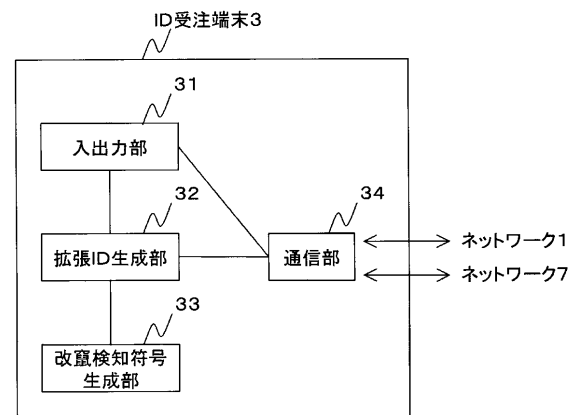 ID受注端末3
31
入出力部
32
34
拡張ID生成部
通信部
ネットワーク1
ネットワーク7
33
改竄検知符号
生成部